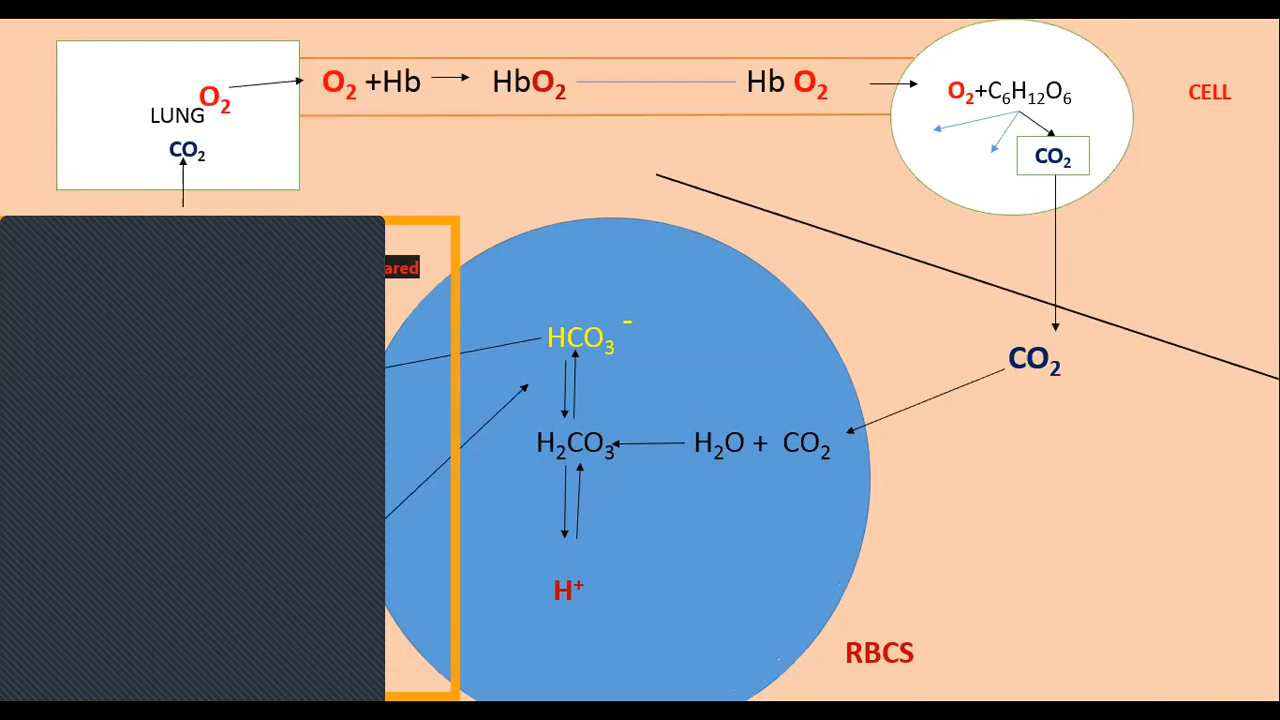 O₂ +Hb HbO₂ Hb O₂
O₂+C₆H₁₂O₆
CELL
O₂
LUNG
CO₂
CO₂
HCO₃⁻
CO₂
H₂CO₃ H₂O + CO₂
H⁺
RBCS